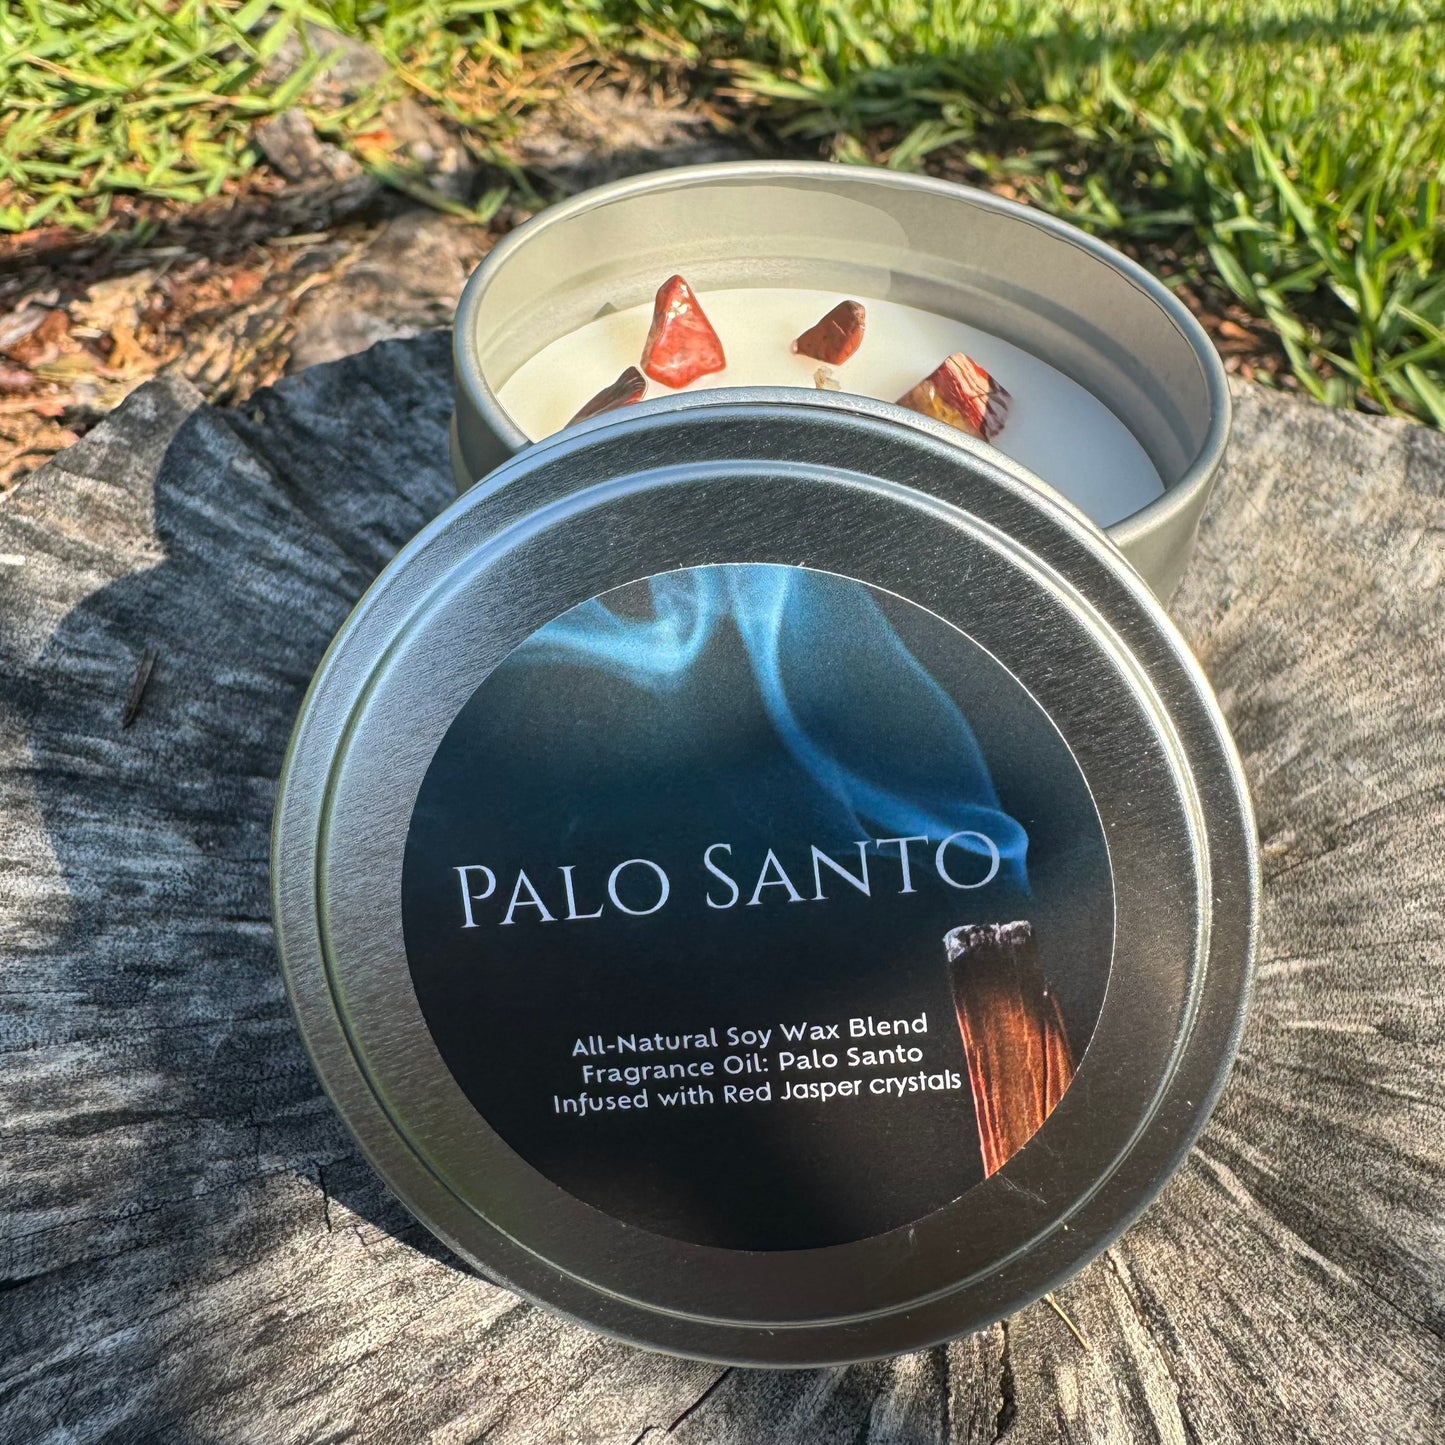 Palo Santo
All-Natural Soy Wax Blend
Fragrance Oil: Palo Santo
Infused with Red Jasper crystals